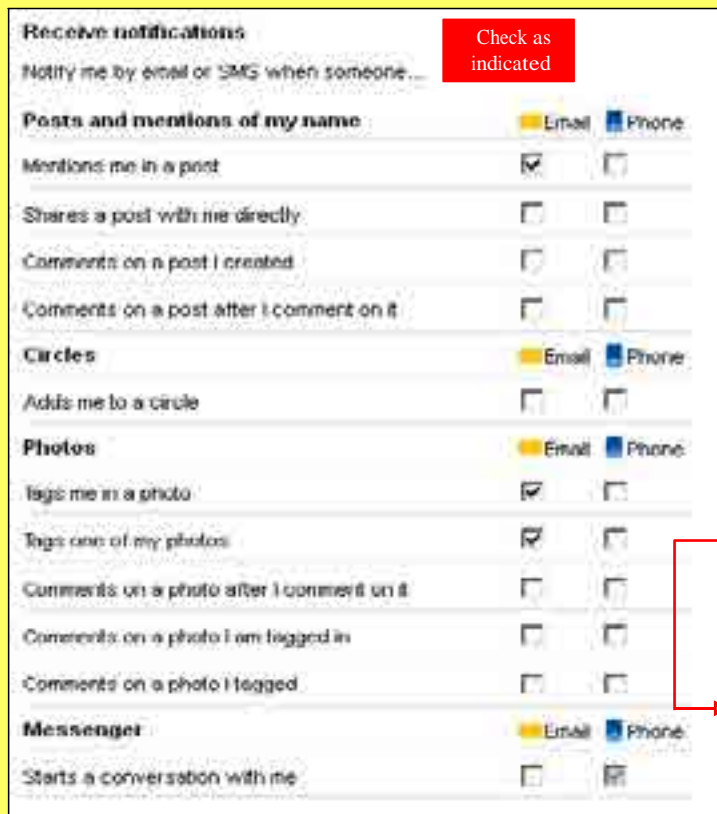 Receive notifications
Check as
indicated
Notify me by email or SMS when someone...
Posts and mentions of my name Email Phone
Mentions me in a post
Shares a post with me directly
Comments on a post I created
Comments on a post after I comment on it
Circles Email Phone
Adds me to a circle
Photos Email Phone
Tags me in a photo
Tags one of my photos
Comments on a photo after I comment on it
Comments on a photo I am tagged in
Comments on a photo I tagged
Messenger Email Phone
Starts a conversation with me